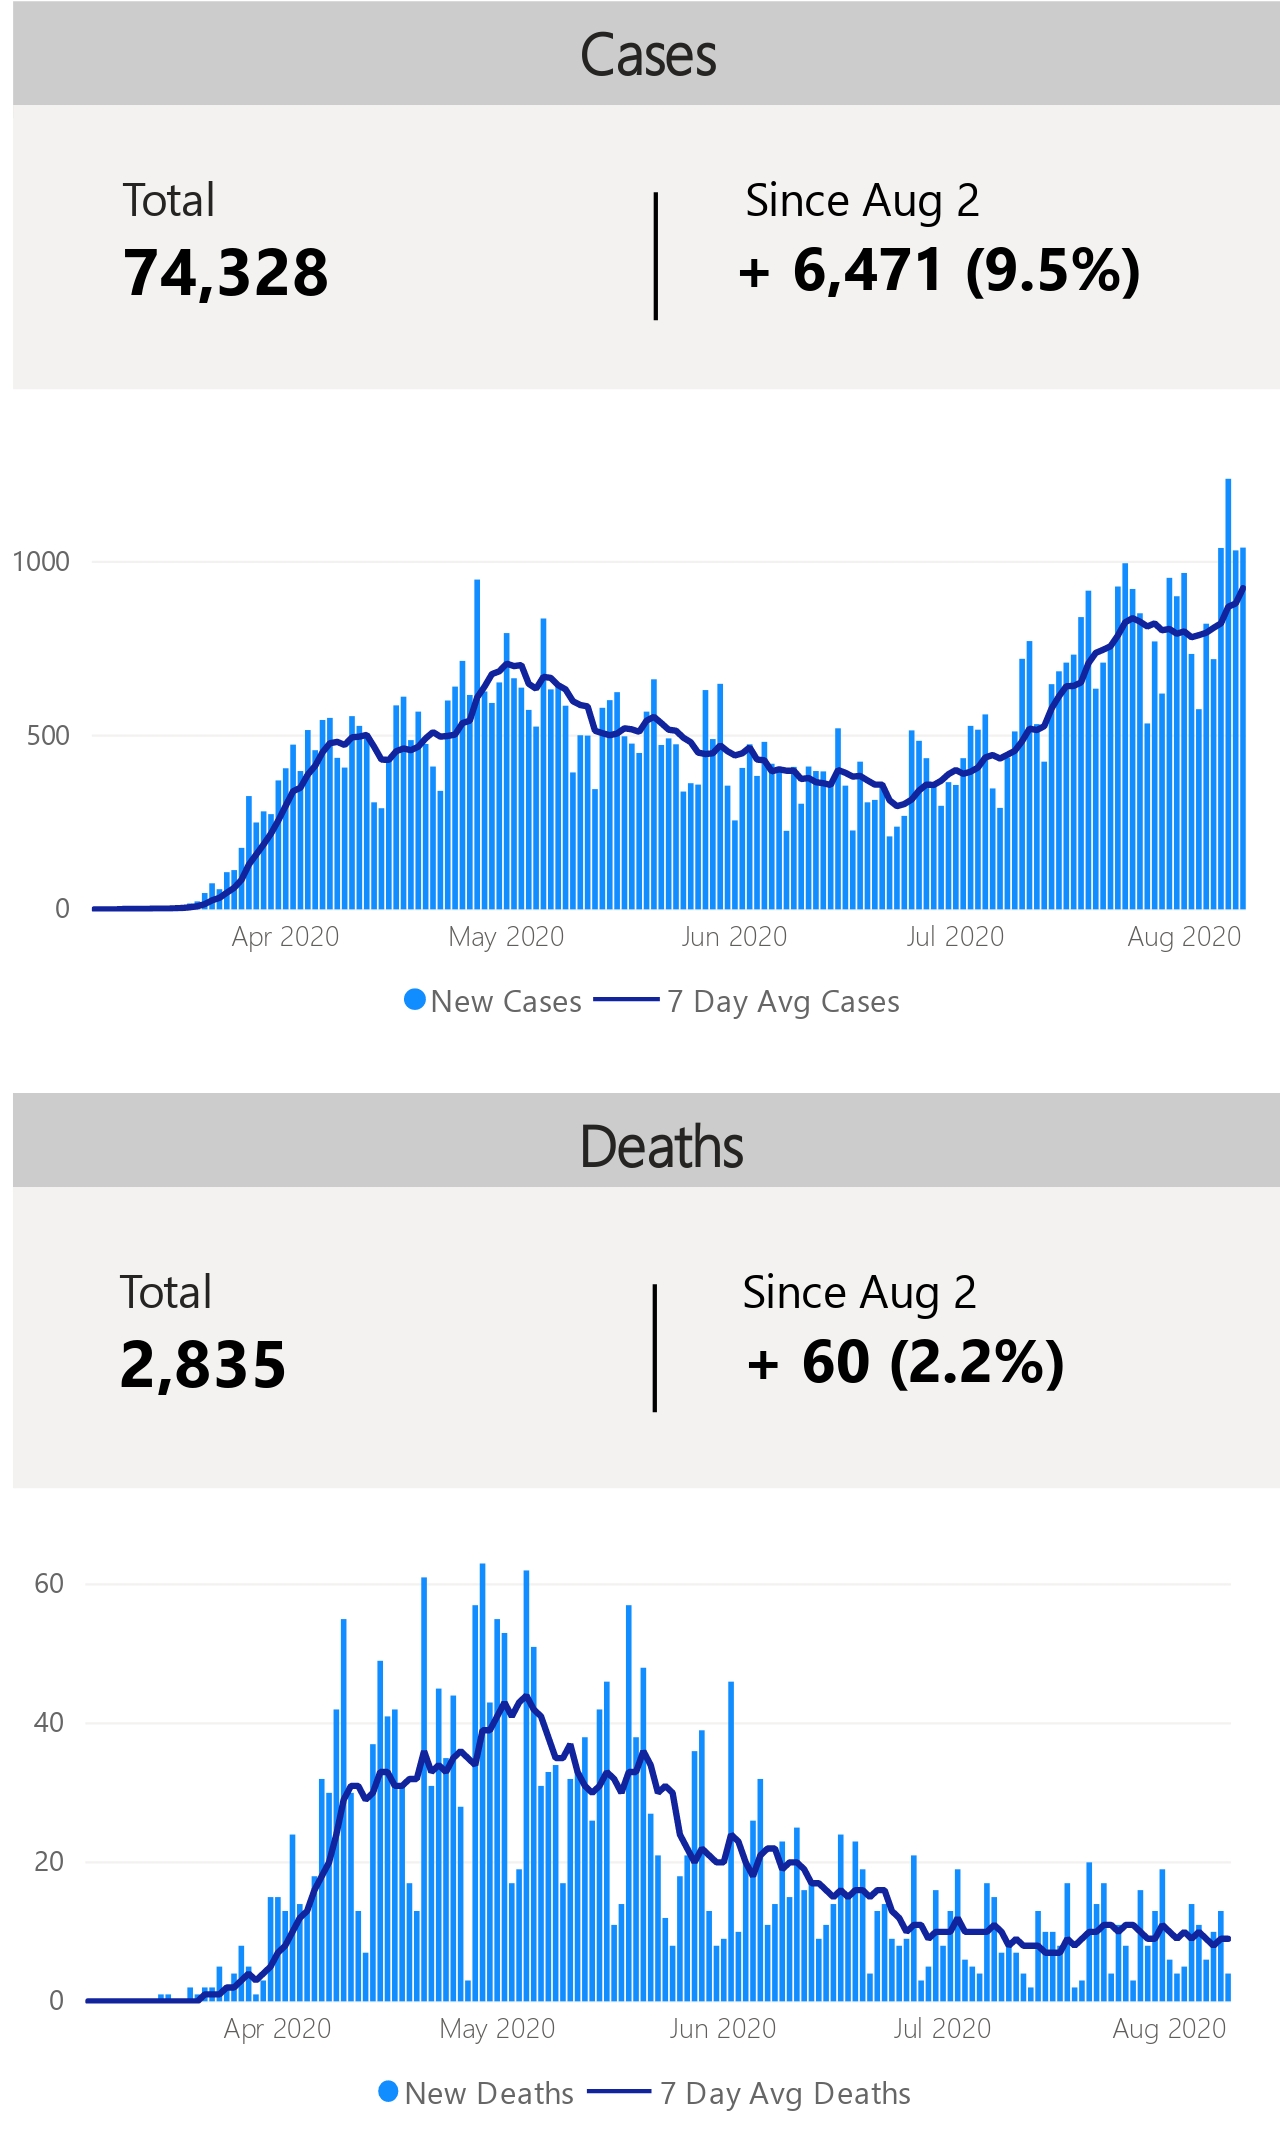 Cases
Total
Since Aug 2
74,328
+ 6,471 (9.5%)
1000
500
0
Apr 2020
May 2020
Jun 2020
Jul 2020
Aug 2020
New Cases
7 Day Avg Cases
Deaths
Total
Since Aug 2
2,835
+ 60 (2.2%)
60
40
20
0
Apr 2020
May 2020
Jun 2020
Jul 2020
Aug 2020
New Deaths
7 Day Avg Deaths